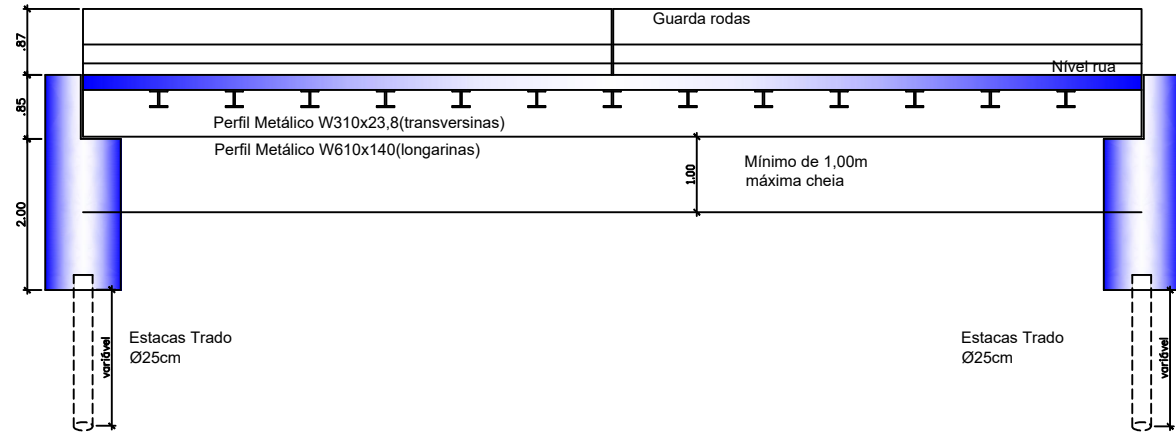 Guarda rodas
.87
Nível rua
.85
Perfil Metálico W310x23,8(transversinas)
Perfil Metálico W610x140(longarinas)
1.00
Mínimo de 1,00m
máxima cheia
2.00
Estacas Trado
Ø25cm
variável
Estacas Trado
Ø25cm
variável